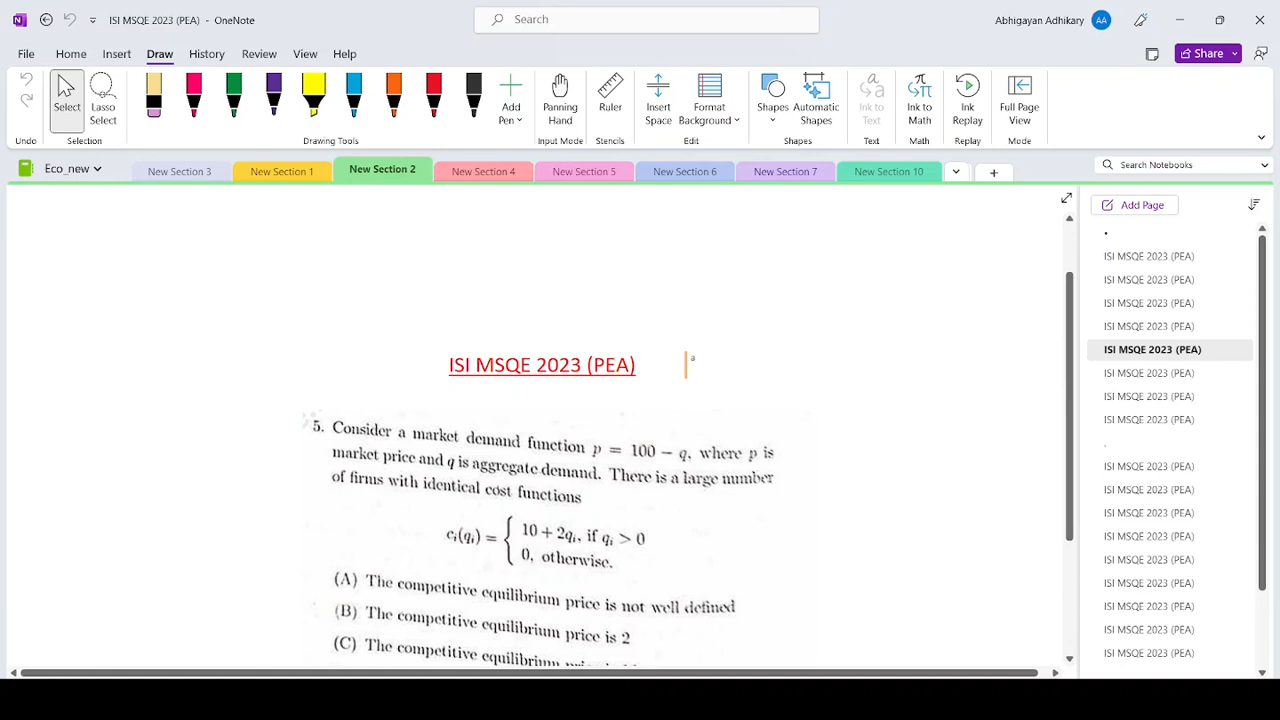 ISI MSQE 2023 (PEA) - OneNote
Search
Abhigayan Adhikary AA
File Home Insert Draw History Review View Help
Share
Undo
Select
Lasso Select
Selection
Add Pen
Drawing Tools
Panning Hand
Input Mode
Ruler
Stencils
Insert Space
Format Background
Edit
Shapes
Automatic Shapes
Shapes
Ink to Text
Text
Ink to Math
Math
Ink Replay
Replay
Full Page View
Mode
Eco_new
New Section 3 New Section 1 New Section 2 New Section 4 New Section 5 New Section 6 New Section 7 New Section 10
Search Notebooks
Add Page
ISI MSQE 2023 (PEA)
5. Consider a market demand function p = 100 − q, where p is
market price and q is aggregate demand. There is a large number
of firms with identical cost functions
cᵢ(qᵢ) = { 10 + 2qᵢ, if qᵢ > 0
0, otherwise.
(A) The competitive equilibrium price is not well defined
(B) The competitive equilibrium price is 2
(C) The competitive equilibrium
.
ISI MSQE 2023 (PEA)
ISI MSQE 2023 (PEA)
ISI MSQE 2023 (PEA)
ISI MSQE 2023 (PEA)
ISI MSQE 2023 (PEA)
ISI MSQE 2023 (PEA)
ISI MSQE 2023 (PEA)
ISI MSQE 2023 (PEA)
.
ISI MSQE 2023 (PEA)
ISI MSQE 2023 (PEA)
ISI MSQE 2023 (PEA)
ISI MSQE 2023 (PEA)
ISI MSQE 2023 (PEA)
ISI MSQE 2023 (PEA)
ISI MSQE 2023 (PEA)
ISI MSQE 2023 (PEA)
ISI MSQE 2023 (PEA)